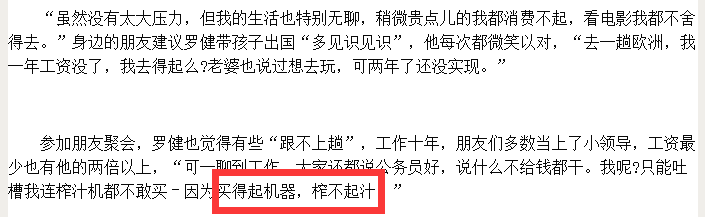 “虽然没有太大压力，但我的生活也特别无聊，稍微贵点儿的我都消费不起，看电影我都不舍
得去。”身边的朋友建议罗健带孩子出国“多见识见识”，他每次都微笑以对，“去一趟欧洲，我
一年工资没了，我去得起么?老婆也说过想去玩，可两年了还没实现。”
参加朋友聚会，罗健也觉得有些“跟不上趟”，工作十年，朋友们多数当上了小领导，工资最
少也有他的两倍以上，“可一聊到工作，大家还都说公务员好，说什么不给钱都干。我呢?只能吐
槽我连榨汁机都不敢买－因为买得起机器，榨不起汁。”